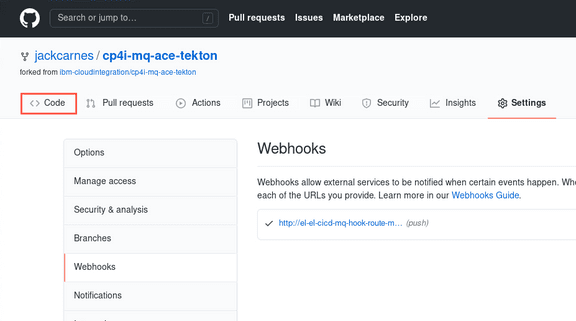 Search or jump to…
/
Pull requests
Issues
Marketplace
Explore
jackcarnes / cp4i-mq-ace-tekton
forked from ibm-cloudintegration/cp4i-mq-ace-tekton
Code
Pull requests
Actions
Projects
Wiki
Security
Insights
Settings
Options
Manage access
Security & analysis
Branches
Webhooks
Notifications
Webhooks
Webhooks allow external services to be notified when certain events happen.
each of the URLs you provide. Learn more in our Webhooks Guide.
http://el-el-cicd-mq-hook-route-m… (push)